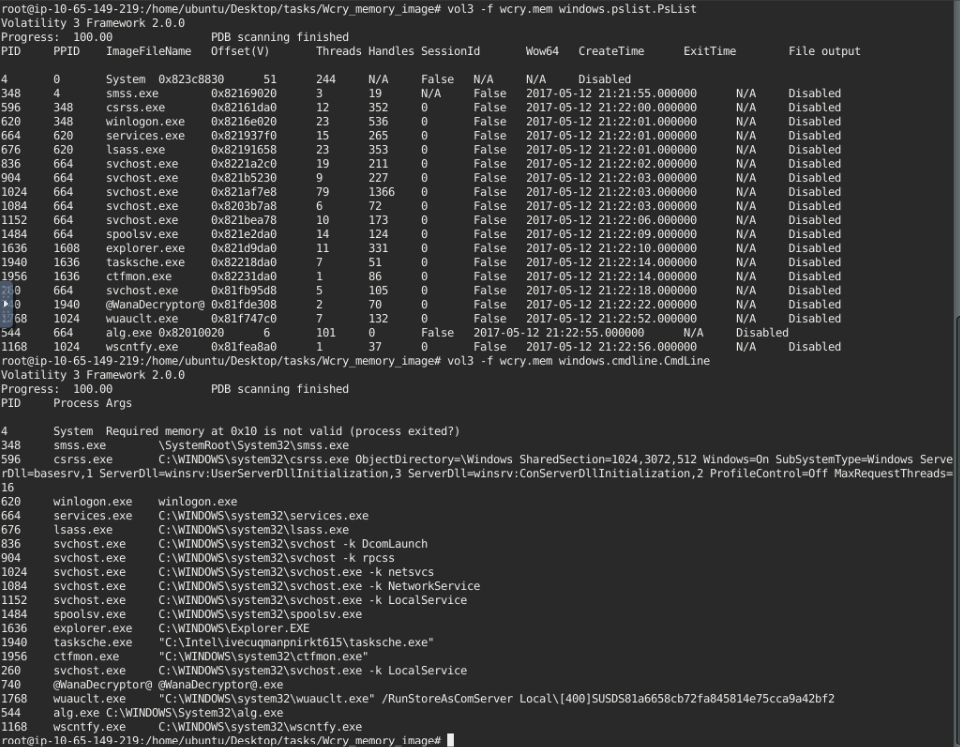 root@ip-10-65-149-219:/home/ubuntu/Desktop/tasks/Wcry_memory_image# vol3 -f wcry.mem windows.pslist.PsList
Volatility 3 Framework 2.0.0
Progress:  100.00               PDB scanning finished
PID     PPID    ImageFileName   Offset(V)       Threads Handles SessionId       Wow64   CreateTime      ExitTime        File output

4       0       System  0x823c8830      51      244     N/A     False   N/A     N/A     Disabled
348     4       smss.exe        0x82169020      3       19      N/A     False   2017-05-12 21:21:55.000000      N/A     Disabled
596     348     csrss.exe       0x82161da0      12      352     0       False   2017-05-12 21:22:00.000000      N/A     Disabled
620     348     winlogon.exe    0x8216e020      23      536     0       False   2017-05-12 21:22:01.000000      N/A     Disabled
664     620     services.exe    0x821937f0      15      265     0       False   2017-05-12 21:22:01.000000      N/A     Disabled
676     620     lsass.exe       0x82191658      23      353     0       False   2017-05-12 21:22:01.000000      N/A     Disabled
836     664     svchost.exe     0x8221a2c0      19      211     0       False   2017-05-12 21:22:02.000000      N/A     Disabled
904     664     svchost.exe     0x821b5230      9       227     0       False   2017-05-12 21:22:03.000000      N/A     Disabled
1024    664     svchost.exe     0x821af7e8      79      1366    0       False   2017-05-12 21:22:03.000000      N/A     Disabled
1084    664     svchost.exe     0x8203b7a8      6       72      0       False   2017-05-12 21:22:03.000000      N/A     Disabled
1152    664     svchost.exe     0x821bea78      10      173     0       False   2017-05-12 21:22:06.000000      N/A     Disabled
1484    664     spoolsv.exe     0x821e2da0      14      124     0       False   2017-05-12 21:22:09.000000      N/A     Disabled
1636    1608    explorer.exe    0x821d9da0      11      331     0       False   2017-05-12 21:22:10.000000      N/A     Disabled
1940    1636    tasksche.exe    0x82218da0      7       51      0       False   2017-05-12 21:22:14.000000      N/A     Disabled
1956    1636    ctfmon.exe      0x82231da0      1       86      0       False   2017-05-12 21:22:14.000000      N/A     Disabled
664     svchost.exe     0x81fb95d8      5       105     0       False   2017-05-12 21:22:18.000000      N/A     Disabled
1940    @WanaDecryptor@ 0x81fde308      2       70      0       False   2017-05-12 21:22:22.000000      N/A     Disabled
1024    wuauclt.exe     0x81f747c0      7       132     0       False   2017-05-12 21:22:52.000000      N/A     Disabled
544     664     alg.exe 0x82010020      6       101     0       False   2017-05-12 21:22:55.000000      N/A     Disabled
1168    1024    wscntfy.exe     0x81fea8a0      1       37      0       False   2017-05-12 21:22:56.000000      N/A     Disabled
root@ip-10-65-149-219:/home/ubuntu/Desktop/tasks/Wcry_memory_image# vol3 -f wcry.mem windows.cmdline.CmdLine
Volatility 3 Framework 2.0.0
Progress:  100.00               PDB scanning finished
PID     Process Args

4       System  Required memory at 0x10 is not valid (process exited?)
348     smss.exe        \SystemRoot\System32\smss.exe
596     csrss.exe       C:\WINDOWS\system32\csrss.exe ObjectDirectory=\Windows SharedSection=1024,3072,512 Windows=On SubSystemType=Windows Serve
rDll=basesrv,1 ServerDll=winsrv:UserServerDllInitialization,3 ServerDll=winsrv:ConServerDllInitialization,2 ProfileControl=Off MaxRequestThreads=
16
620     winlogon.exe    winlogon.exe
664     services.exe    C:\WINDOWS\system32\services.exe
676     lsass.exe       C:\WINDOWS\system32\lsass.exe
836     svchost.exe     C:\WINDOWS\system32\svchost -k DcomLaunch
904     svchost.exe     C:\WINDOWS\system32\svchost -k rpcss
1024    svchost.exe     C:\WINDOWS\system32\svchost.exe -k netsvcs
1084    svchost.exe     C:\WINDOWS\system32\svchost.exe -k NetworkService
1152    svchost.exe     C:\WINDOWS\system32\svchost.exe -k LocalService
1484    spoolsv.exe     C:\WINDOWS\system32\spoolsv.exe
1636    explorer.exe    C:\WINDOWS\Explorer.EXE
1940    tasksche.exe    "C:\Intel\ivecuqmanpnirkt615\tasksche.exe"
1956    ctfmon.exe      "C:\WINDOWS\system32\ctfmon.exe"
260     svchost.exe     C:\WINDOWS\system32\svchost.exe -k LocalService
740     @WanaDecryptor@ @WanaDecryptor@.exe
1768    wuauclt.exe     "C:\WINDOWS\system32\wuauclt.exe" /RunStoreAsComServer Local\[400]SUSDS81a6658cb72fa845814e75cca9a42bf2
544     alg.exe C:\WINDOWS\System32\alg.exe
1168    wscntfy.exe     C:\WINDOWS\system32\wscntfy.exe
root@ip-10-65-149-219:/home/ubuntu/Desktop/tasks/Wcry_memory_image#